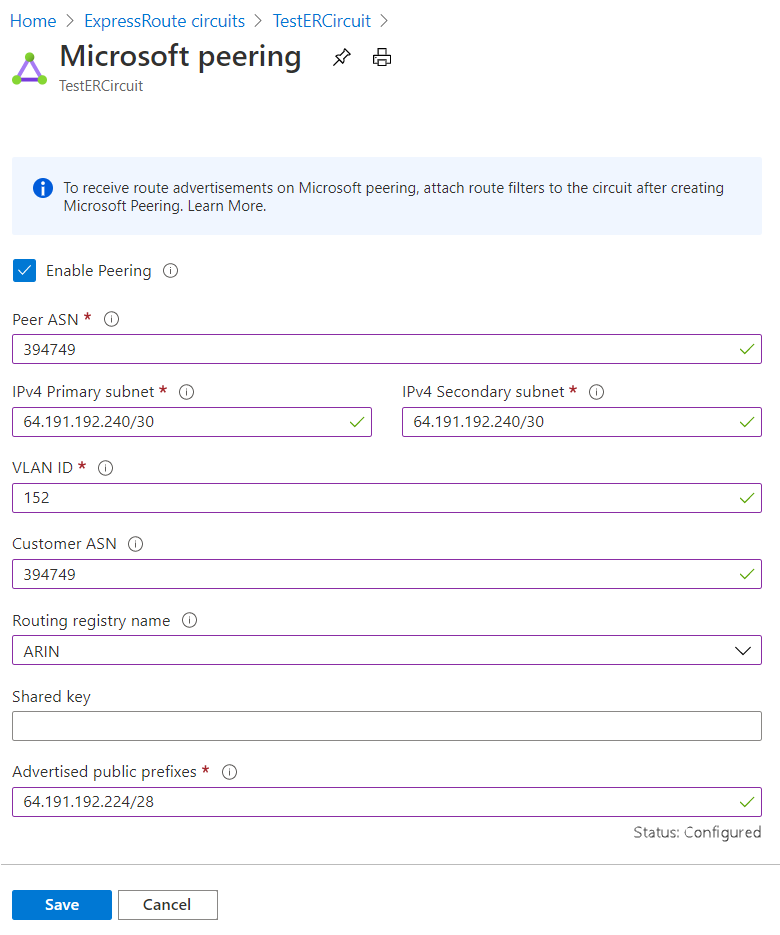 Home > ExpressRoute circuits > TestERCircuit >
Microsoft peering
TestERCircuit
To receive route advertisements on Microsoft peering, attach route filters to the circuit after creating
Microsoft Peering. Learn More.
Enable Peering
Peer ASN *
394749
IPv4 Primary subnet * IPv4 Secondary subnet *
64.191.192.240/30 64.191.192.240/30
VLAN ID *
152
Customer ASN
394749
Routing registry name
ARIN
Shared key
Advertised public prefixes *
64.191.192.224/28
Status: Configured
Save Cancel